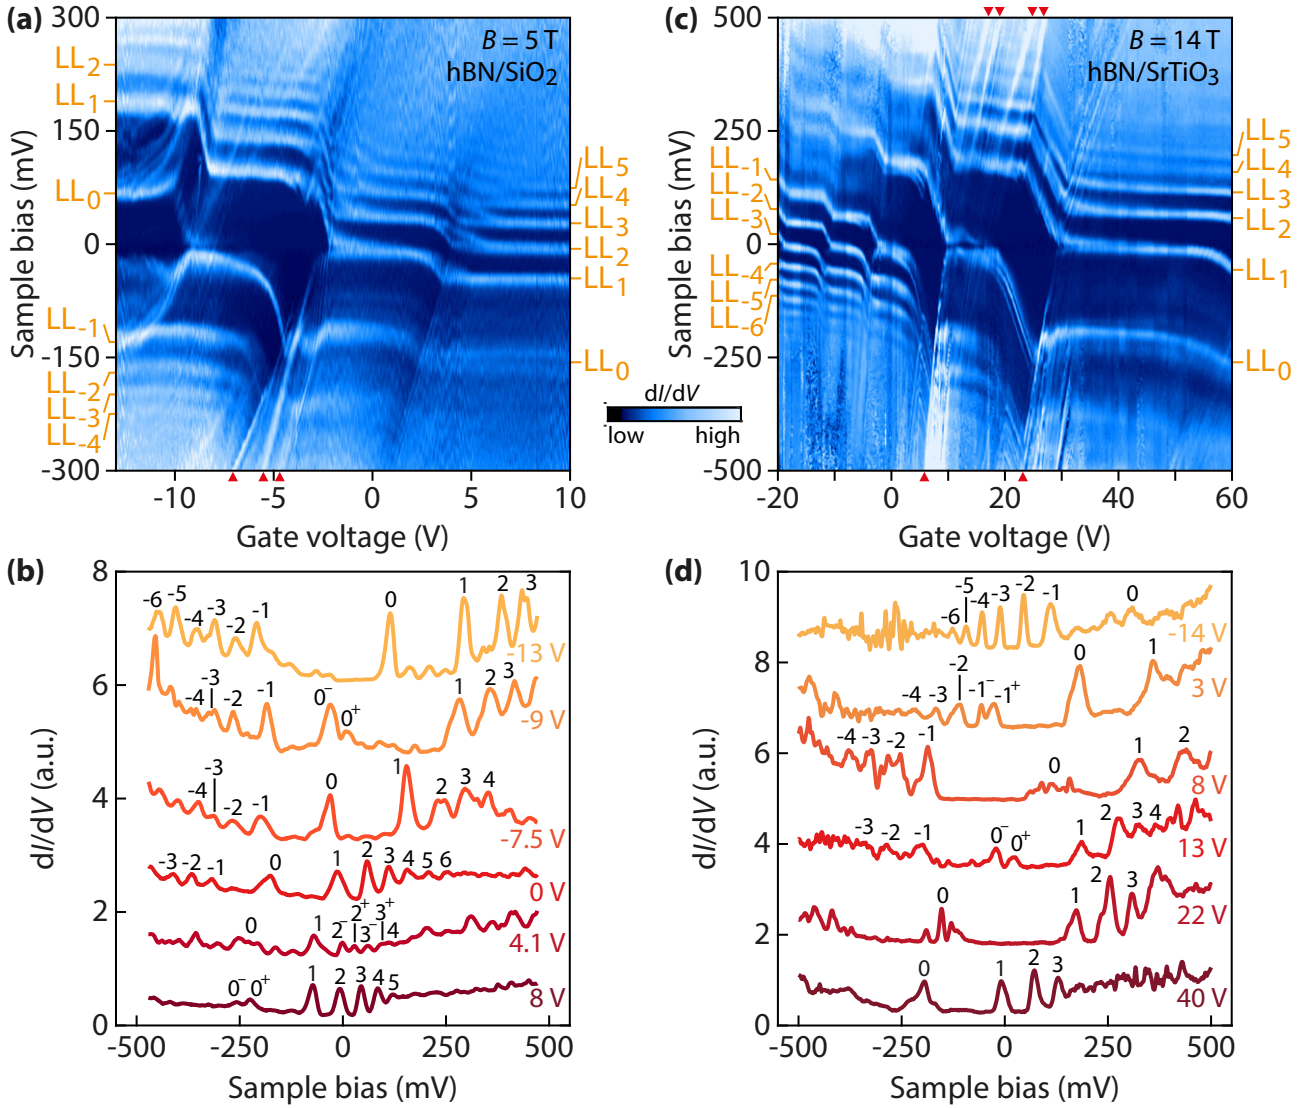 (a)
B = 5 T
hBN/SiO2
300
150
0
-150
-300
Sample bias (mV)
LL2
LL1
LL0
LL-1
LL-2
LL-3
LL-4
LL5
LL4
LL3
LL2
LL1
LL0
-10
-5
0
5
10
Gate voltage (V)
dI/dV
low
high
(c)
B = 14 T
hBN/SrTiO3
500
250
0
-250
-500
Sample bias (mV)
LL-1
LL-2
LL-3
LL-4
LL-5
LL-6
LL5
LL4
LL3
LL2
LL1
LL0
-20
0
20
40
60
Gate voltage (V)
(b)
8
6
4
2
0
dI/dV (a.u.)
-6 -5 -4 -3 -2 -1 0 1 2 3
-13 V
-4 -3 -2 -1 0- 0+ 1 2 3
-9 V
-4 -3 -2 -1 0 1 2 3 4
-7.5 V
-3 -2 -1 0 1 2 3 4 5 6
0 V
0 1 2- 2+ 3- 3+ 4
4.1 V
0- 0+ 1 2 3 4 5
8 V
-500
-250
0
250
500
Sample bias (mV)
(d)
10
8
6
4
2
0
dI/dV (a.u.)
-6 -5 -4 -3 -2 -1 0
-14 V
-4 -3 -2 -1- -1+ 0 1
3 V
-4 -3 -2 -1 0 1 2
8 V
-3 -2 -1 0- 0+ 1 2 3 4
13 V
0 1 2 3
22 V
0 1 2 3
40 V
-500
-250
0
250
500
Sample bias (mV)